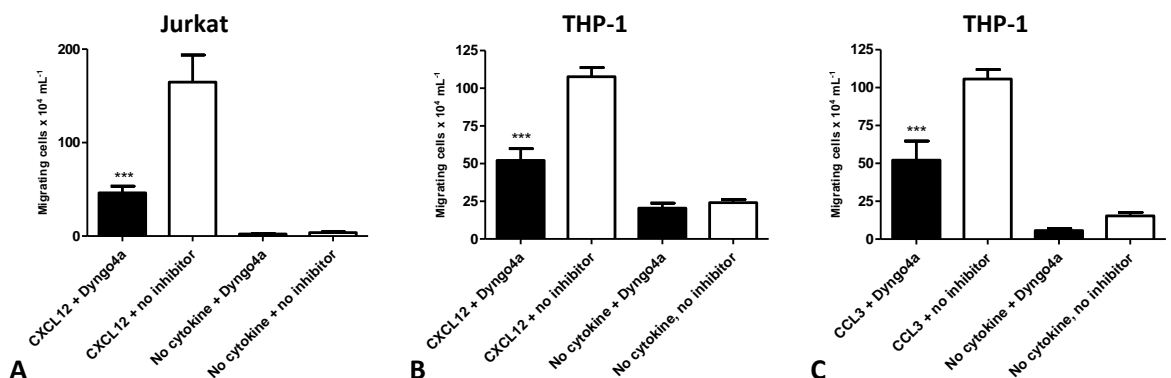 Jurkat
Migrating cells x 10⁴ mL⁻¹
200
100
0
***
CXCL12 + Dyngo4a
CXCL12 + no inhibitor
No cytokine + Dyngo4a
No cytokine + no inhibitor
A
THP-1
Migrating cells x 10⁴ mL⁻¹
125
100
75
50
25
0
***
CXCL12 + Dyngo4a
CXCL12 + no inhibitor
No cytokine + Dyngo4a
No cytokine, no inhibitor
B
THP-1
Migrating cells x 10⁴ mL⁻¹
125
100
75
50
25
0
***
CCL3 + Dyngo4a
CCL3 + no inhibitor
No cytokine + Dyngo4a
No cytokine, no inhibitor
C